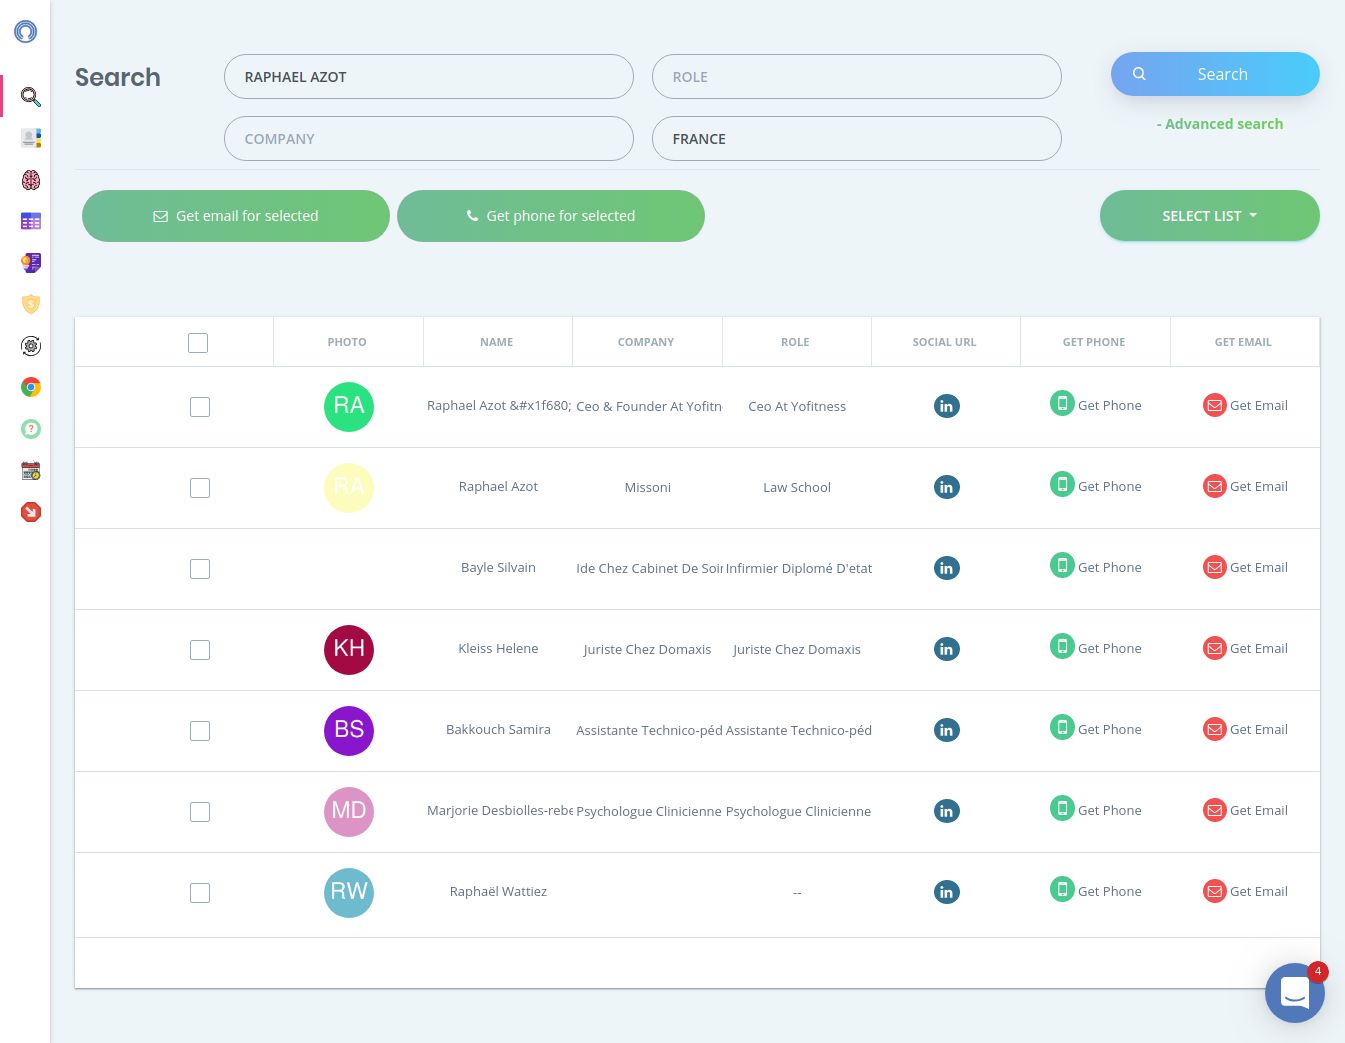 Search
RAPHAEL AZOT
ROLE
Search
COMPANY
FRANCE
- Advanced search
Get email for selected
Get phone for selected
SELECT LIST
PHOTO NAME COMPANY ROLE SOCIAL URL GET PHONE GET EMAIL
RA Raphael Azot &#x1f680; Ceo & Founder At Yofitn Ceo At Yofitness in Get Phone Get Email
RA Raphael Azot Missoni Law School in Get Phone Get Email
Bayle Silvain Ide Chez Cabinet De Soir Infirmier Diplomé D'etat in Get Phone Get Email
KH Kleiss Helene Juriste Chez Domaxis Juriste Chez Domaxis in Get Phone Get Email
BS Bakkouch Samira Assistante Technico-péd Assistante Technico-péd in Get Phone Get Email
MD Marjorie Desbiolles-rebe Psychologue Clinicienne Psychologue Clinicienne in Get Phone Get Email
RW Raphaël Wattiez -- in Get Phone Get Email
4